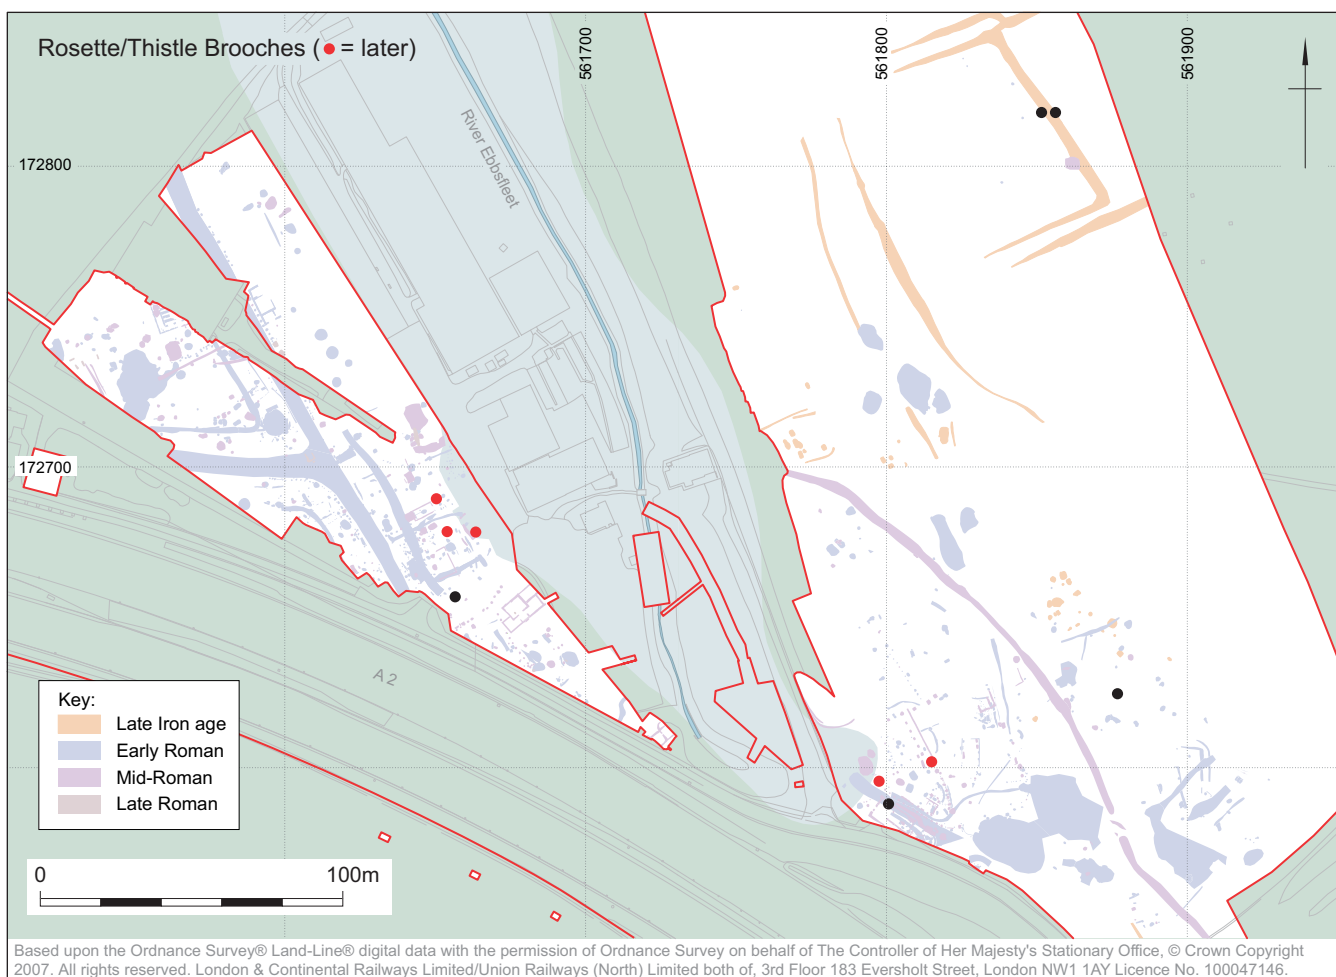 Rosette/Thistle Brooches (● = later)
561700
561800
561900
River Ebbsfleet
172800
172700
A 2
Key:
Late Iron age
Early Roman
Mid-Roman
Late Roman
0 100m
Based upon the Ordnance Survey® Land-Line® digital data with the permission of Ordnance Survey on behalf of The Controller of Her Majesty's Stationary Office, © Crown Copyright
2007. All rights reserved. London & Continental Railways Limited/Union Railways (North) Limited both of, 3rd Floor 183 Eversholt Street, London NW1 1AY Licence No. 100067146.